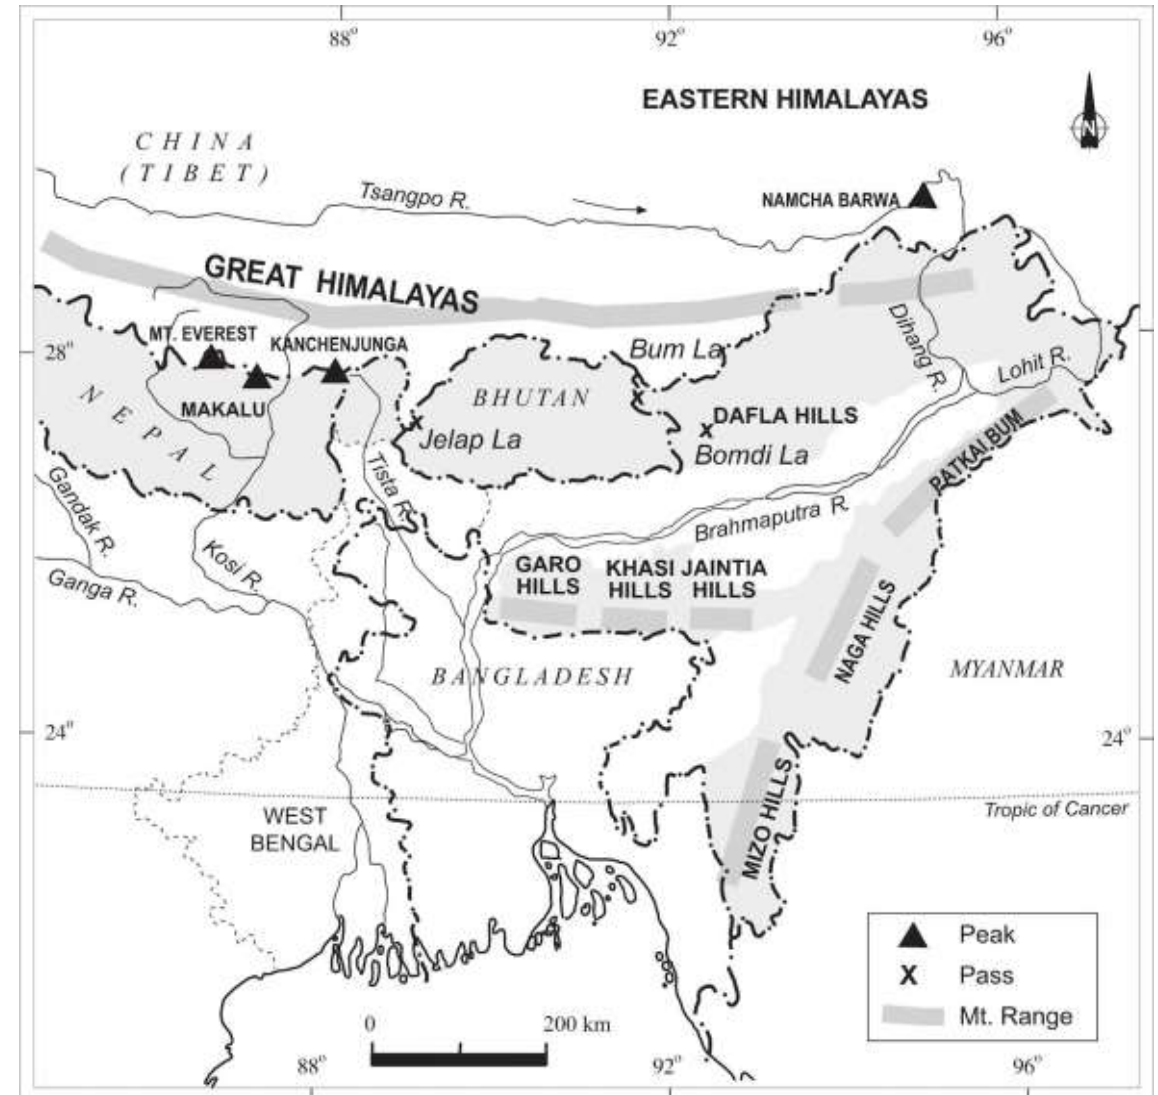 88°
92°
96°
EASTERN HIMALAYAS
N
CHINA
(TIBET)
Tsangpo R.
NAMCHA BARWA
GREAT HIMALAYAS
MT. EVEREST
KANCHENJUNGA
28°
Bum La
Dihang R.
Lohit R.
NEPAL
MAKALU
BHUTAN
DAFLA HILLS
Jelap La
Bomdi La
PATKAI BUM
Gandak R.
Tista R.
Brahmaputra R.
Kosi R.
Ganga R.
GARO
HILLS
KHASI
HILLS
JAINTIA
HILLS
NAGA HILLS
BANGLADESH
MYANMAR
24°
24°
MIZO HILLS
Tropic of Cancer
WEST
BENGAL
Peak
X Pass
Mt. Range
0
200 km
88°
92°
96°